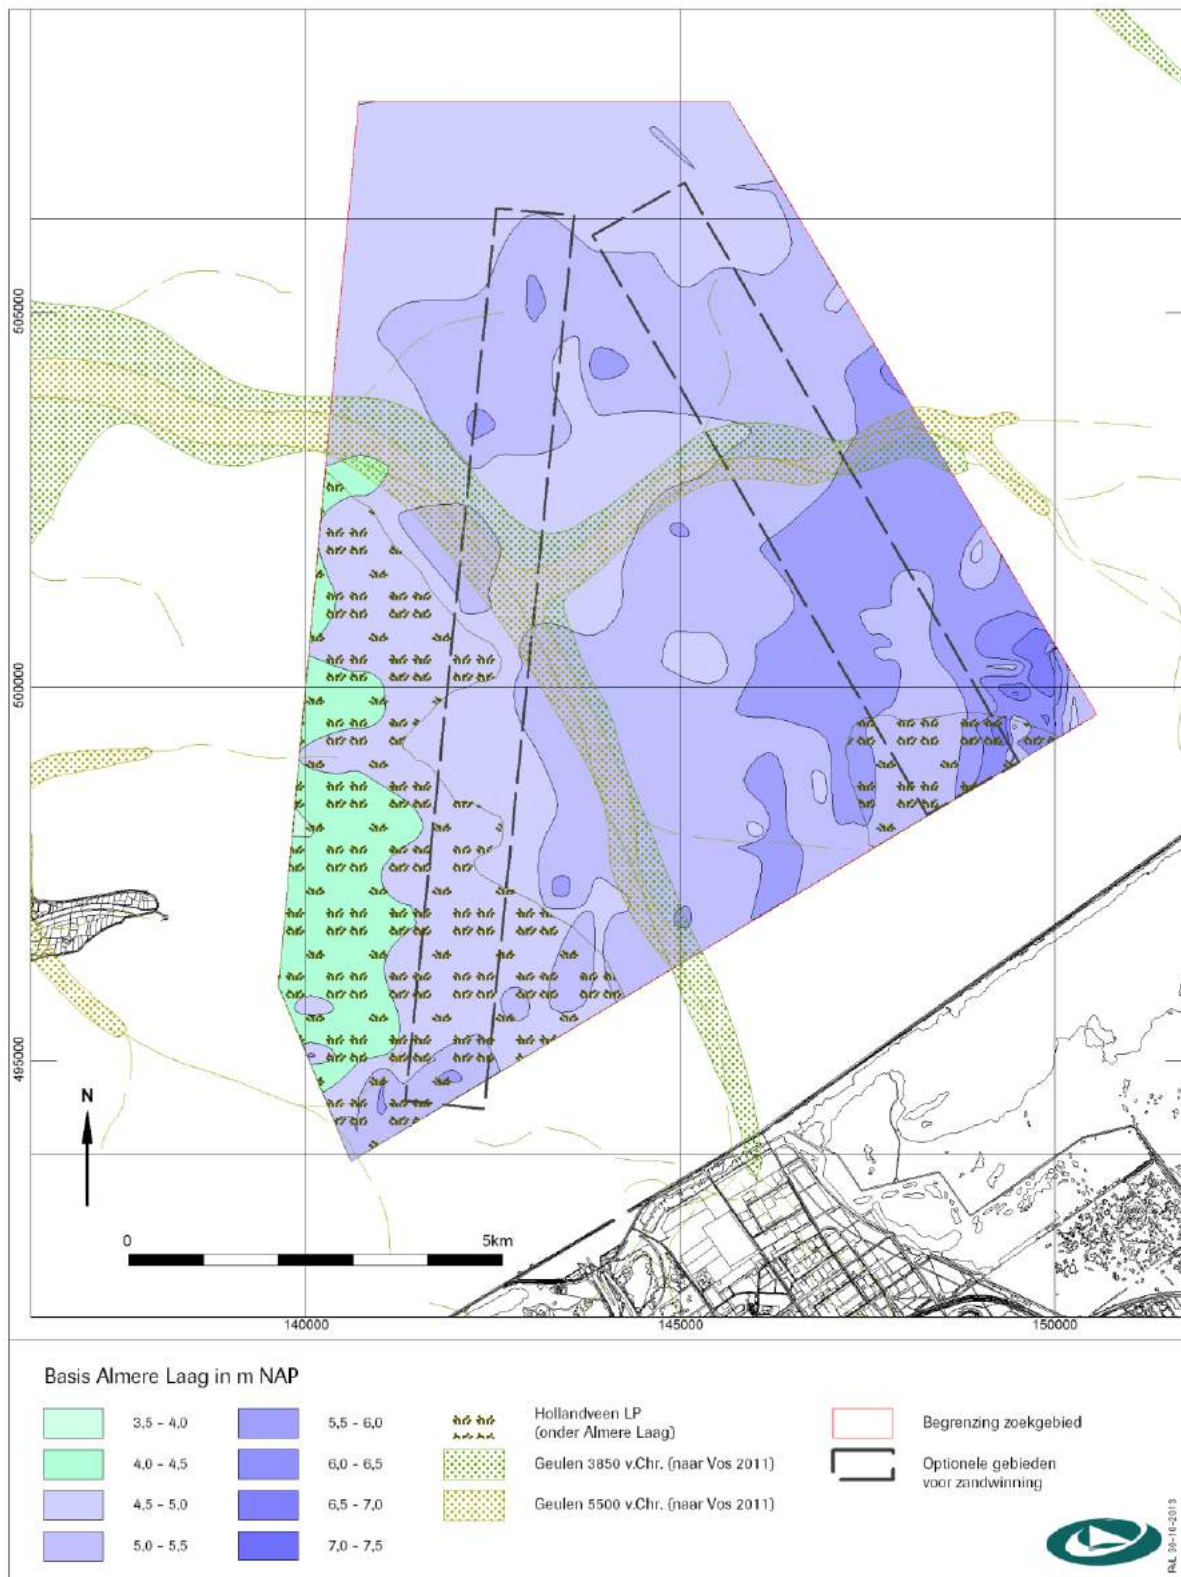 505000
500000
495000
N
0 5km
140000 145000 150000
Basis Almere Laag in m NAP
3,5 - 4,0
4,0 - 4,5
4,5 - 5,0
5,0 - 5,5
5,5 - 6,0
6,0 - 6,5
6,5 - 7,0
7,0 - 7,5
Hollandveen LP
(onder Almere Laag)
Geulen 3850 v.Chr. (naar Vos 2011)
Geulen 5500 v.Chr. (naar Vos 2011)
Begrenzing zoekgebied
Optionele gebieden
voor zandwinning